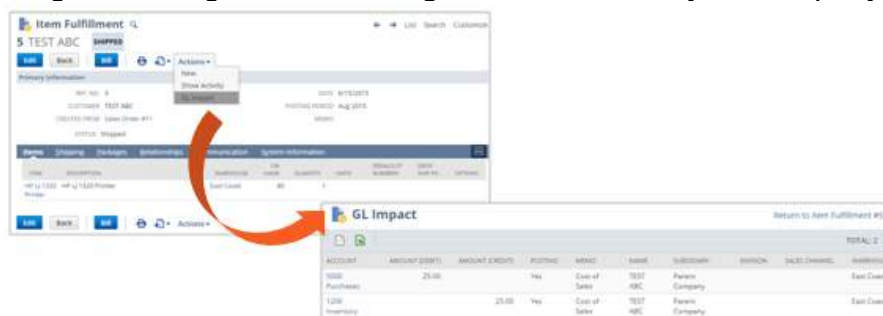 Item Fulfillment
List Search Customize
5 TEST ABC SHIPPED
Edit Back Bill Actions
New
Show Activity
GL Impact
Primary Information
REF. NO. 5
DATE 8/15/2015
CUSTOMER TEST ABC
POSTING PERIOD Aug 2015
CREATED FROM Sales Order #11
MEMO
STATUS Shipped
Items Shipping Packages Relationships Communication System Information
ITEM DESCRIPTION WAREHOUSE ON HAND QUANTITY UNITS OPTIONS
HP LJ 1320 Printer HP LJ 1320 Printer East Coast 80 1
Edit Back Bill Actions
GL Impact
Return to Item Fulfillment #5
TOTAL: 2
ACCOUNT AMOUNT (DEBIT) AMOUNT (CREDIT) POSTING MEMO NAME SUBSIDIARY DIVISION SALES CHANNEL
5000 Purchases 25.00 Yes Cost of Sales TEST ABC Parent Company East Coas
1200 Inventory 25.00 Yes Cost of Sales TEST ABC Parent Company East Coas